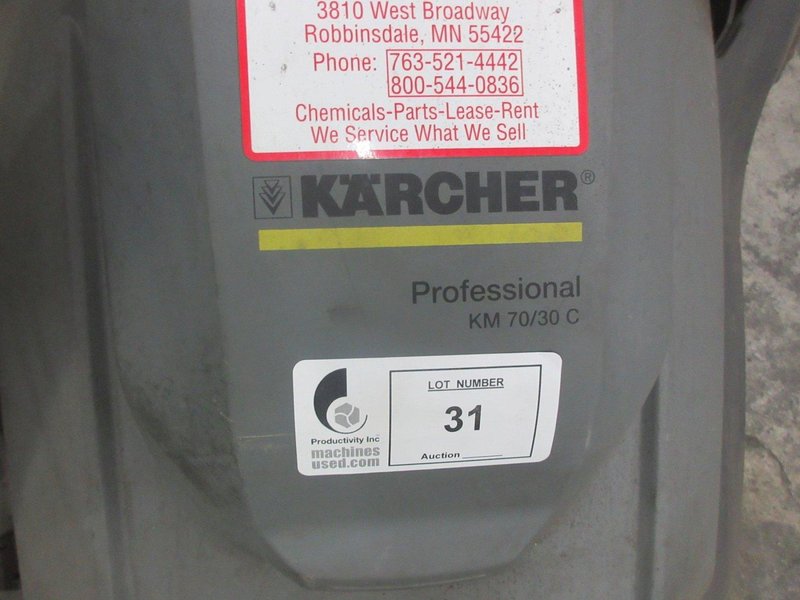 3810 West Broadway
Robbinsdale, MN 55422
Phone: 763-521-4442
800-544-0836
Chemicals-Parts-Lease-Rent
We Service What We Sell
KÄRCHER®
Professional
KM 70/30 C
Productivity Inc
machines
used.com
LOT NUMBER
31
Auction